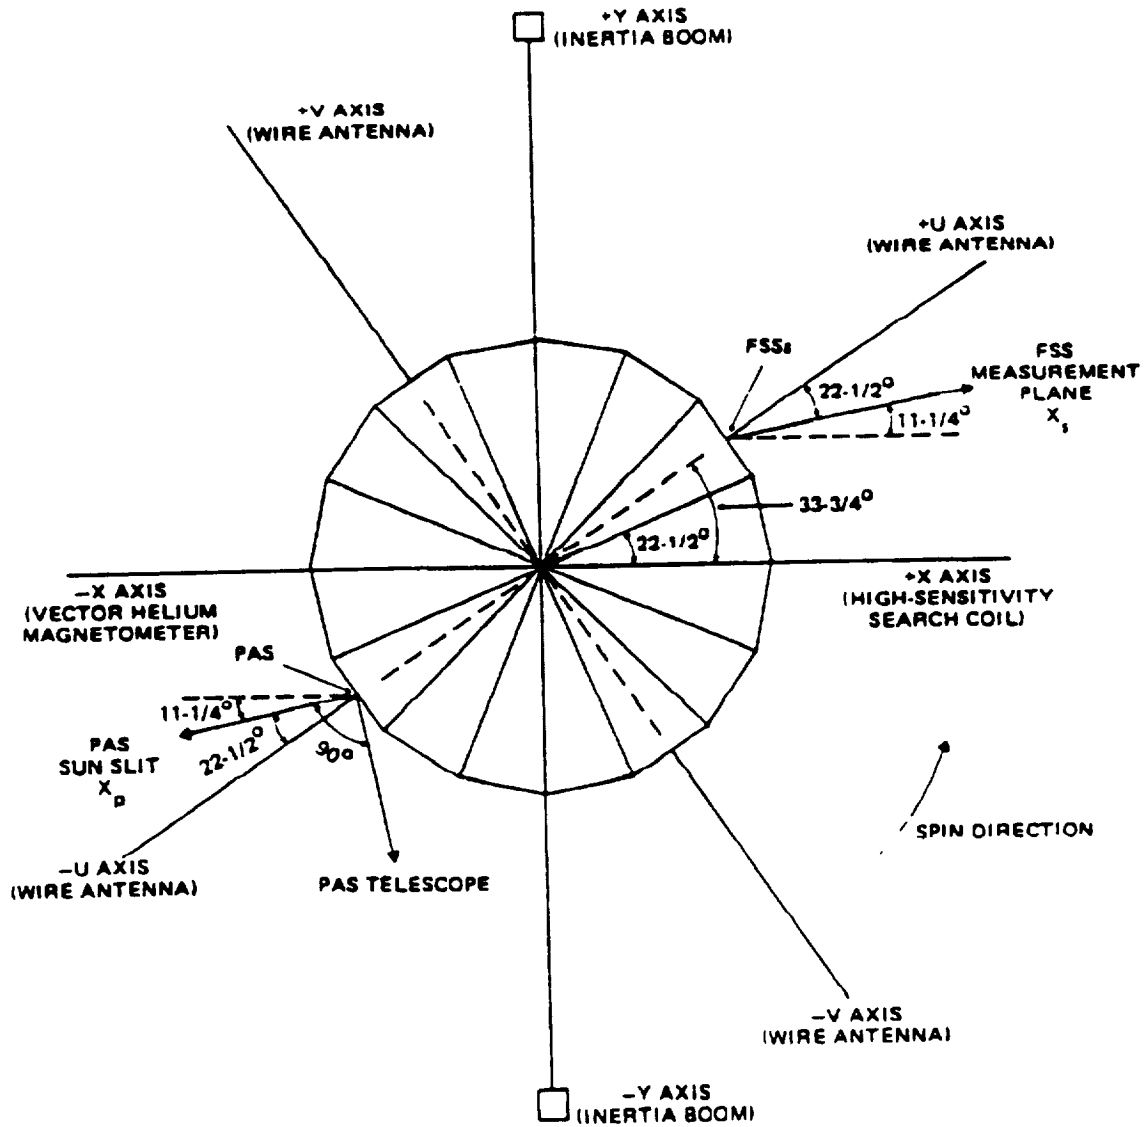 +Y AXIS
(INERTIA BOOM)
+V AXIS
(WIRE ANTENNA)
+U AXIS
(WIRE ANTENNA)
FSSs
FSS
MEASUREMENT
PLANE
Xs
22-1/2°
11-1/4°
33-3/4°
22-1/2°
−X AXIS
(VECTOR HELIUM
MAGNETOMETER)
+X AXIS
(HIGH-SENSITIVITY
SEARCH COIL)
PAS
11-1/4°
22-1/2°
90°
PAS
SUN SLIT
Xp
−U AXIS
(WIRE ANTENNA)
PAS TELESCOPE
SPIN DIRECTION
−V AXIS
(WIRE ANTENNA)
−Y AXIS
(INERTIA BOOM)